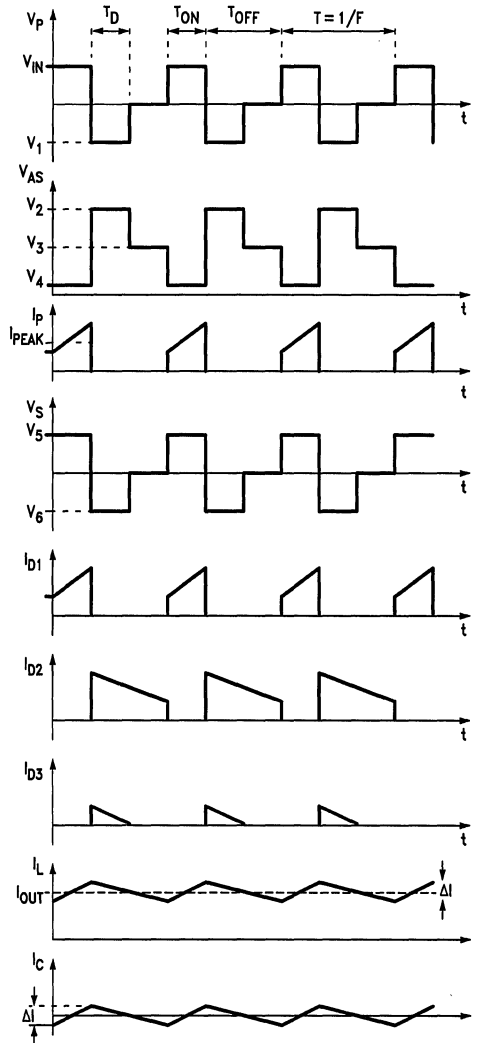 V_P T_D T_ON T_OFF T = 1/F
V_IN
t
V_1
V_AS
V_2
V_3
V_4
I_P
I_PEAK
t
V_S
V_5
V_6
I_D1
t
I_D2
t
I_D3
t
I_L
I_OUT ΔI
I_C
ΔI